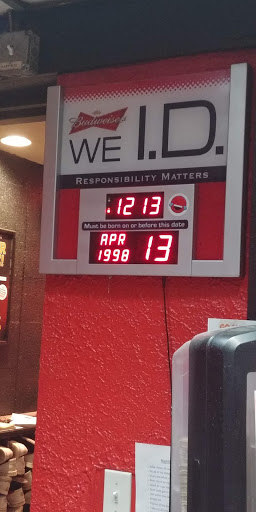 Budweiser
WE I.D.
RESPONSIBILITY MATTERS
12 13
Must be born on or before this date
APR 13
1998